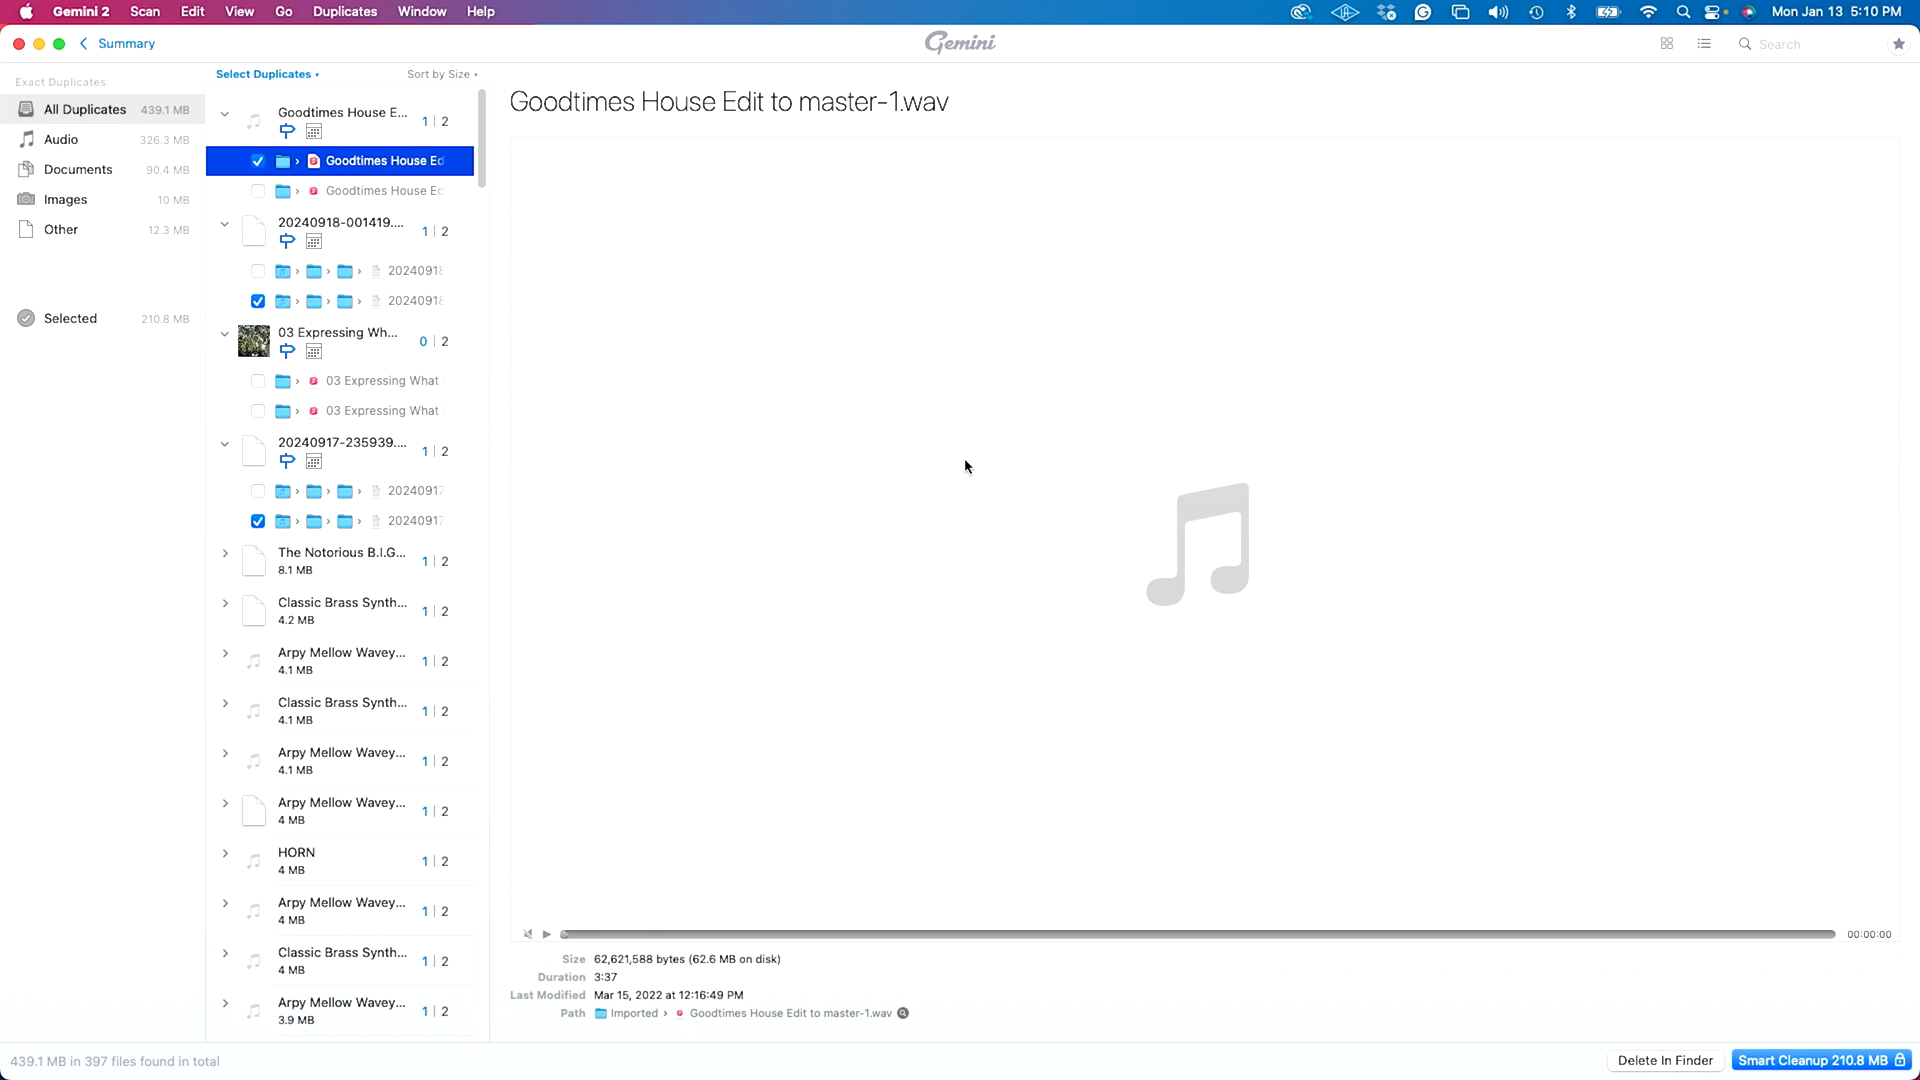 Gemini 2 Scan Edit View Go Duplicates Window Help Mon Jan 13 5:10 PM
Summary Gemini Search
Exact Duplicates
All Duplicates 439.1 MB
Audio 326.3 MB
Documents 90.4 MB
Images 10 MB
Other 12.3 MB
Selected 210.8 MB
Select Duplicates Sort by Size
Goodtimes House E... 1 | 2
Goodtimes House Ed
Goodtimes House Ed
20240918-001419.... 1 | 2
20240918
20240918
03 Expressing Wh... 0 | 2
03 Expressing What
03 Expressing What
20240917-235939.... 1 | 2
20240917
20240917
The Notorious B.I.G... 1 | 2
8.1 MB
Classic Brass Synth... 1 | 2
4.2 MB
Arpy Mellow Wavey... 1 | 2
4.1 MB
Classic Brass Synth... 1 | 2
4.1 MB
Arpy Mellow Wavey... 1 | 2
4.1 MB
Arpy Mellow Wavey... 1 | 2
4 MB
HORN 1 | 2
4 MB
Arpy Mellow Wavey... 1 | 2
4 MB
Classic Brass Synth... 1 | 2
4 MB
Arpy Mellow Wavey... 1 | 2
3.9 MB
Goodtimes House Edit to master-1.wav
00:00:00
Size 62,621,588 bytes (62.6 MB on disk)
Duration 3:37
Last Modified Mar 15, 2022 at 12:16:49 PM
Path Imported › Goodtimes House Edit to master-1.wav
439.1 MB in 397 files found in total
Delete In Finder Smart Cleanup 210.8 MB